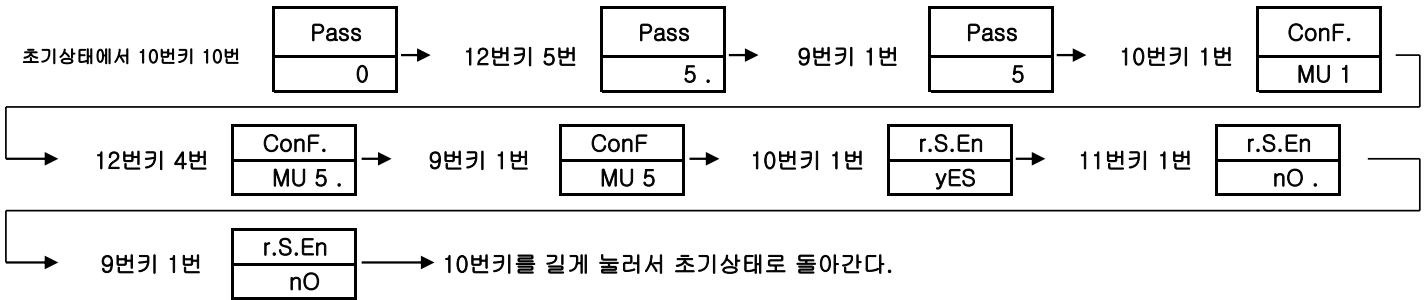 초기상태에서 10번키 10번 Pass 0 12번키 5번 Pass 5 . 9번키 1번 Pass 5 10번키 1번 ConF. MU 1
12번키 4번 ConF. MU 5 . 9번키 1번 ConF MU 5 10번키 1번 r.S.En yES 11번키 1번 r.S.En nO .
9번키 1번 r.S.En nO 10번키를 길게 눌러서 초기상태로 돌아간다.